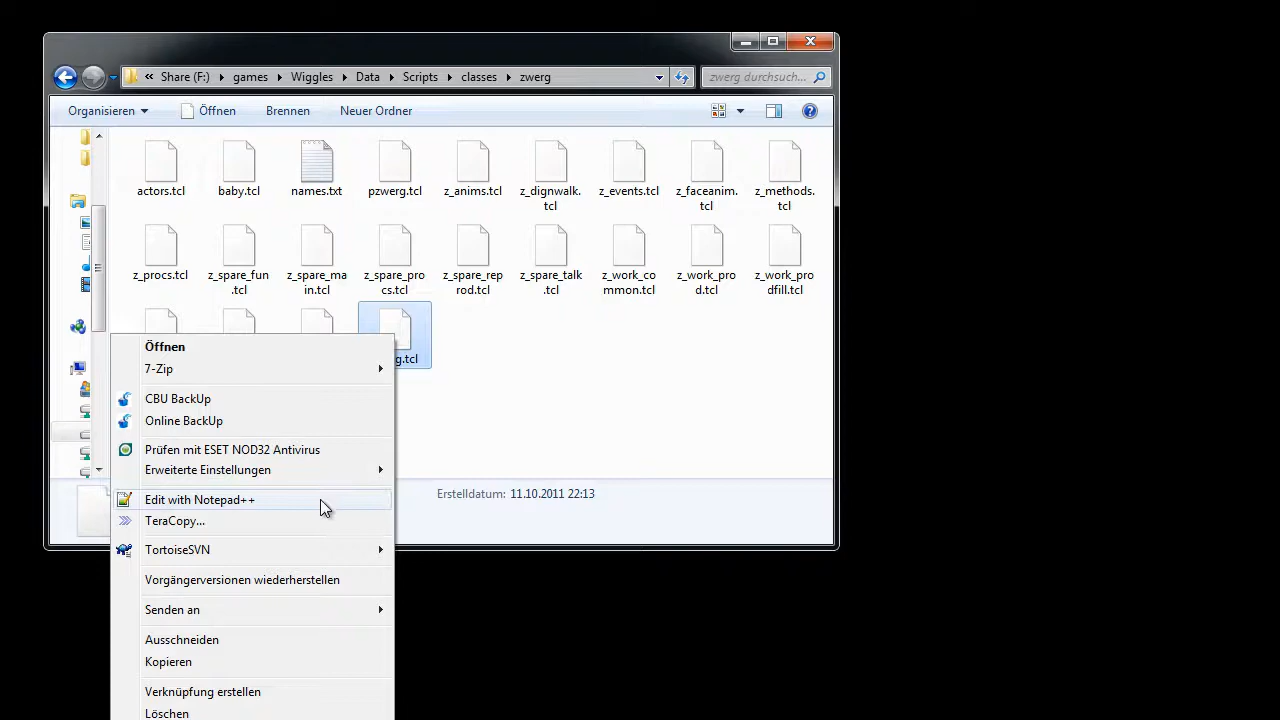 « Share (F:) games Wiggles Data Scripts classes zwerg zwerg durchsuch...
Organisieren Öffnen Brennen Neuer Ordner
actors.tcl baby.tcl names.txt pzwerg.tcl z_anims.tcl z_dignwalk. z_events.tcl z_faceanim. z_methods.
tcl tcl tcl
z_procs.tcl z_spare_fun z_spare_ma z_spare_pro z_spare_rep z_spare_talk z_work_co z_work_pro z_work_pro
.tcl in.tcl cs.tcl rod.tcl .tcl mmon.tcl d.tcl dfill.tcl
g.tcl
Öffnen
7-Zip
CBU BackUp
Online BackUp
Prüfen mit ESET NOD32 Antivirus
Erweiterte Einstellungen
Edit with Notepad++
Erstelldatum: 11.10.2011 22:13
TeraCopy...
TortoiseSVN
Vorgängerversionen wiederherstellen
Senden an
Ausschneiden
Kopieren
Verknüpfung erstellen
Löschen